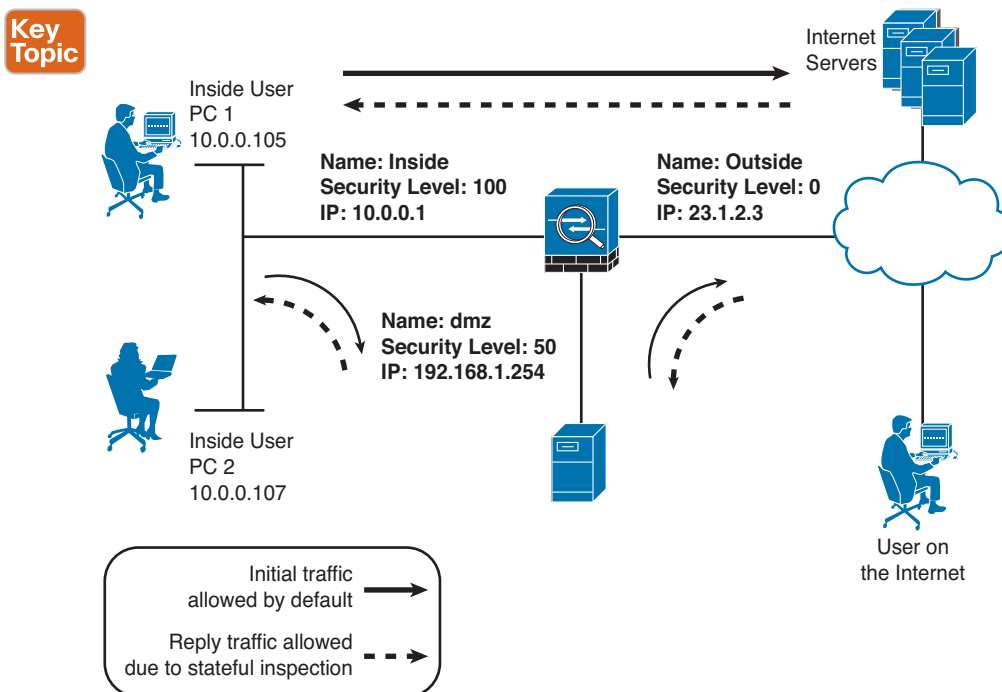 Key
Topic
Internet
Servers
Inside User
PC 1
10.0.0.105
Name: Inside
Security Level: 100
IP: 10.0.0.1
Name: Outside
Security Level: 0
IP: 23.1.2.3
Name: dmz
Security Level: 50
IP: 192.168.1.254
Inside User
PC 2
10.0.0.107
User on
the Internet
Initial traffic
allowed by default
Reply traffic allowed
due to stateful inspection